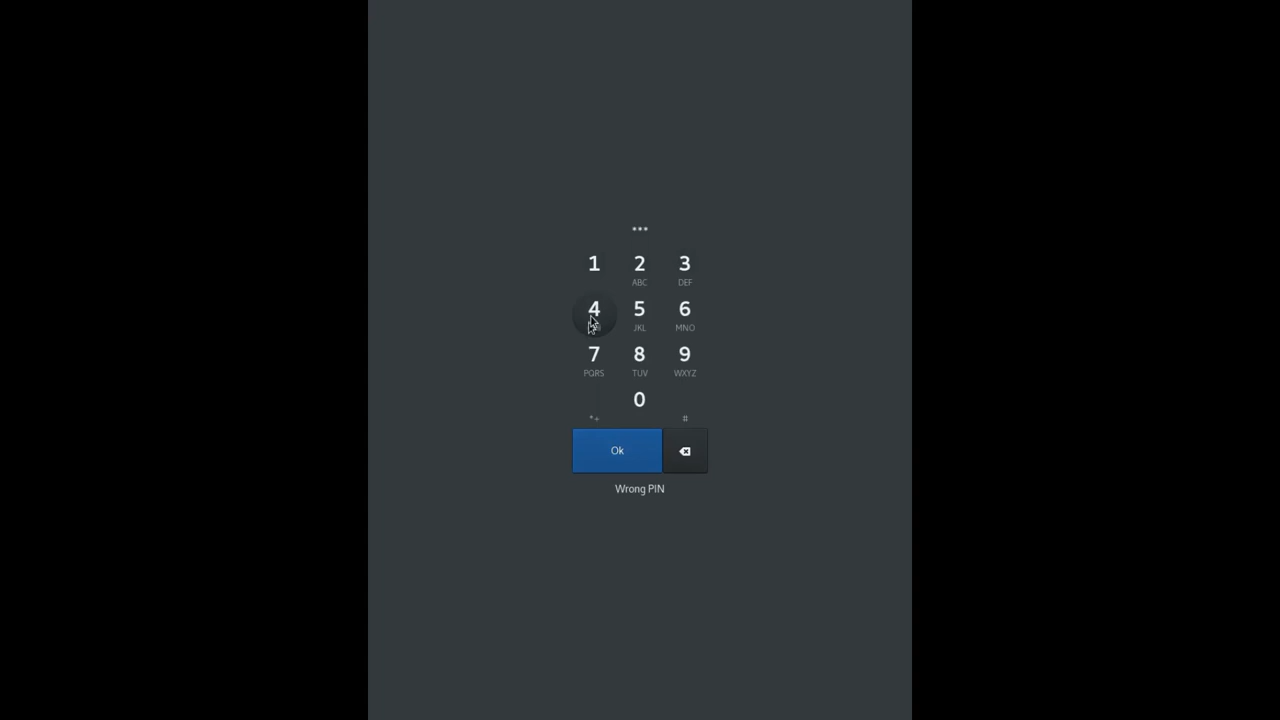 •••
1 2 3
ABC DEF
4 5 6
JKL MNO
7 8 9
PQRS TUV WXYZ
0
*+ #
Ok
Wrong PIN